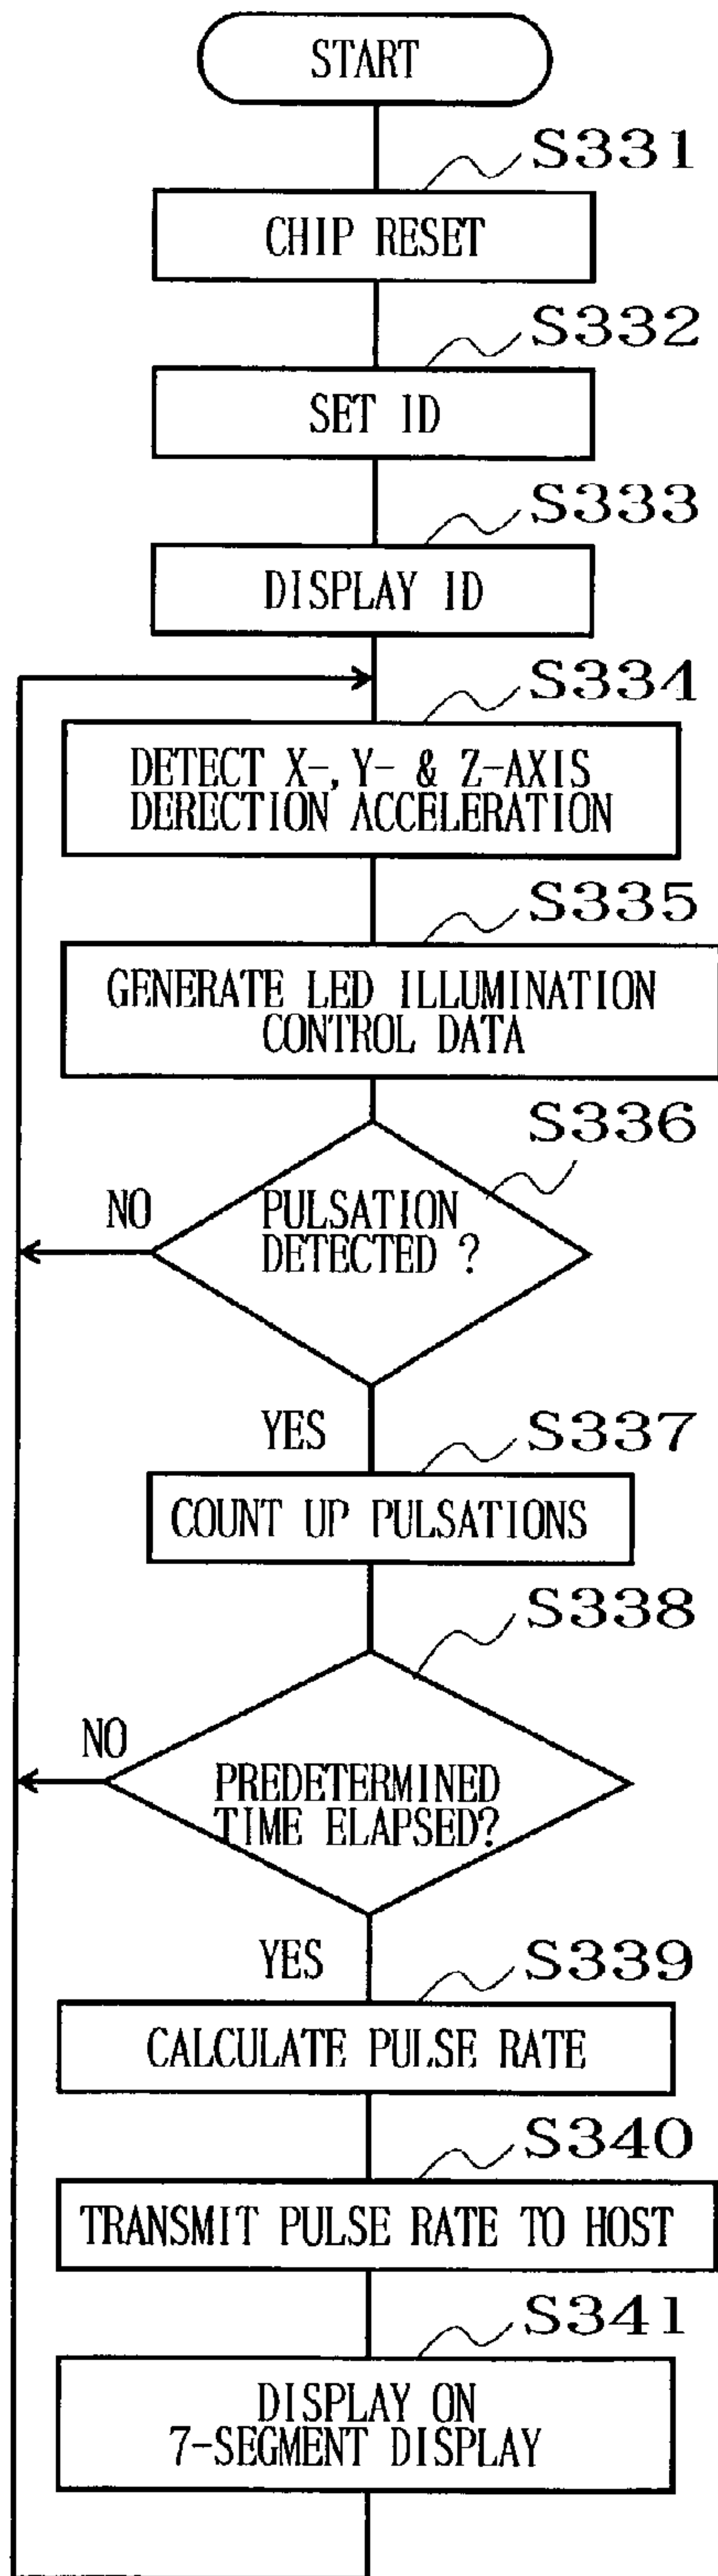 START
S331
CHIP RESET
S332
SET ID
S333
DISPLAY ID
S334
DETECT X-, Y- & Z-AXIS
DERECTION ACCELERATION
S335
GENERATE LED ILLUMINATION
CONTROL DATA
S336
NO
PULSATION
DETECTED ?
YES
S337
COUNT UP PULSATIONS
S338
NO
PREDETERMINED
TIME ELAPSED?
YES
S339
CALCULATE PULSE RATE
S340
TRANSMIT PULSE RATE TO HOST
S341
DISPLAY ON
7-SEGMENT DISPLAY